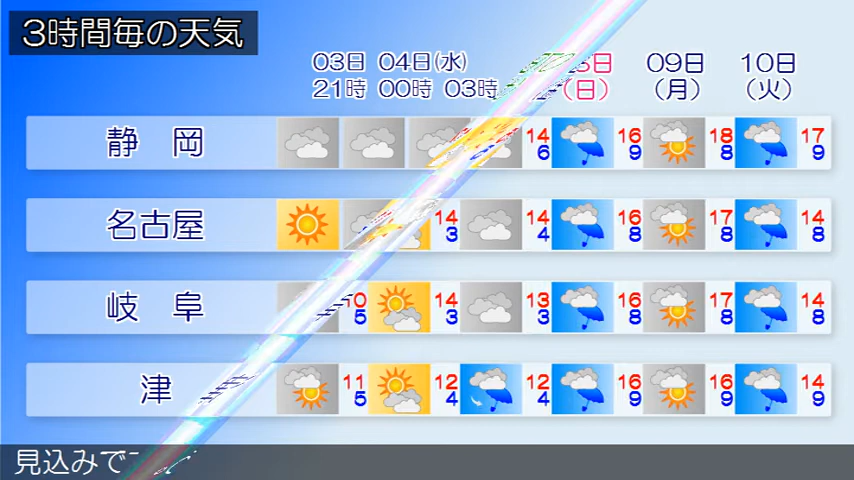 3時間毎の天気
03日 04日(水)
日 09日 10日
21時 00時 03時
(日) (月) (火)
静岡 14 6 16 9 18 8 17 9
名古屋 14 3 14 4 16 8 17 8 14 8
岐阜 10 5 14 3 13 3 16 8 17 8 14 8
津 11 5 12 4 12 4 16 9 16 9 14 9
見込みで